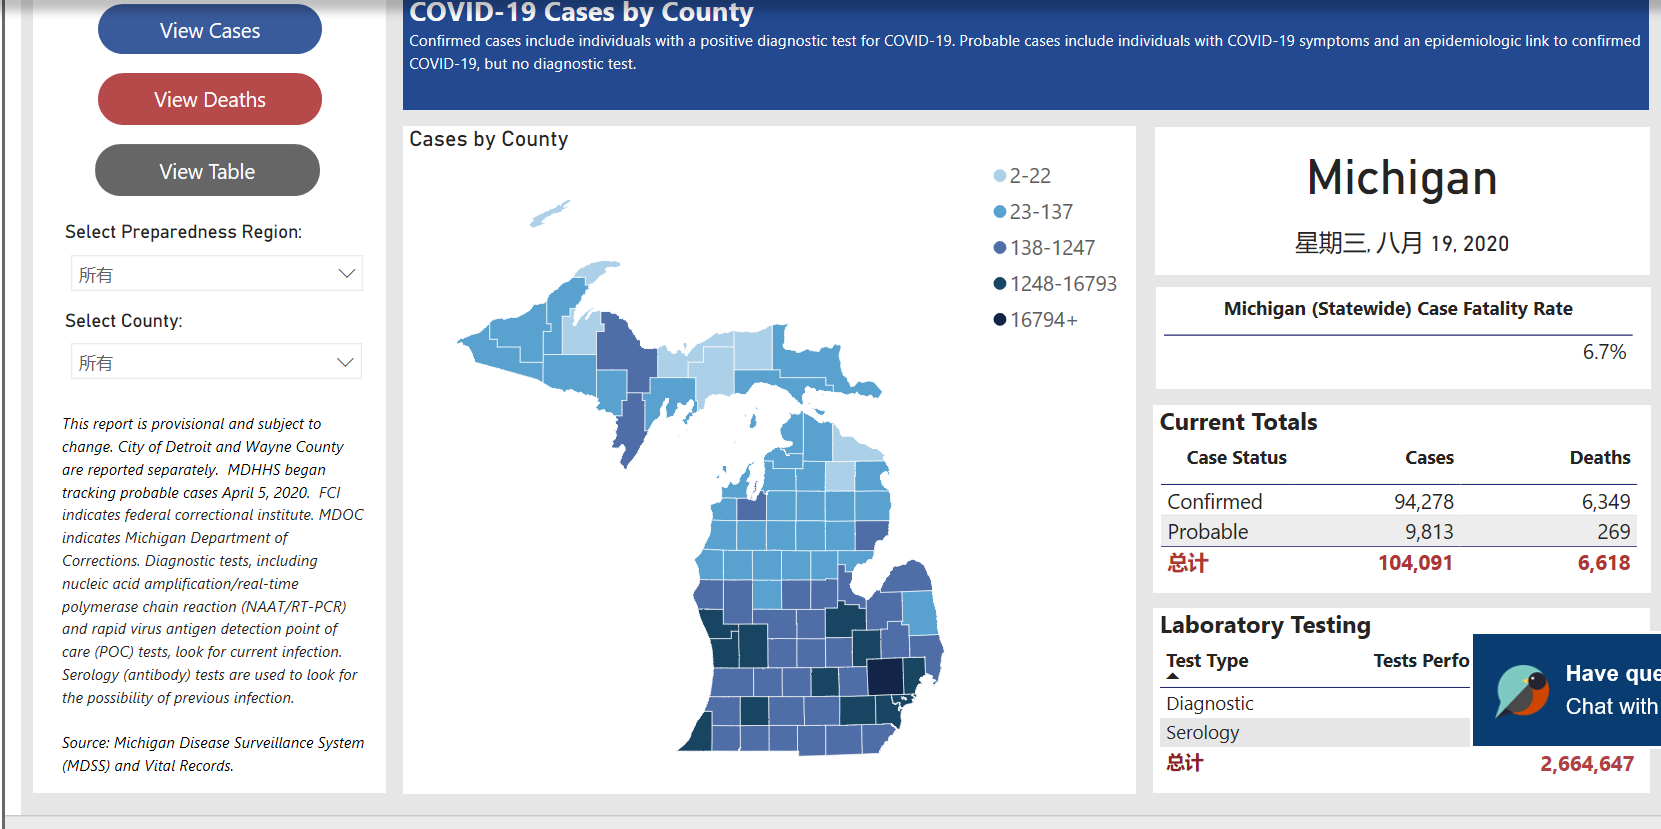 View Cases
View Deaths
View Table
Select Preparedness Region:
所有
Select County:
所有
This report is provisional and subject to
change. City of Detroit and Wayne County
are reported separately.  MDHHS began
tracking probable cases April 5, 2020.  FCI
indicates federal correctional institute. MDOC
indicates Michigan Department of
Corrections. Diagnostic tests, including
nucleic acid amplification/real-time
polymerase chain reaction (NAAT/RT-PCR)
and rapid virus antigen detection point of
care (POC) tests, look for current infection.
Serology (antibody) tests are used to look for
the possibility of previous infection.
Source: Michigan Disease Surveillance System
(MDSS) and Vital Records.
COVID-19 Cases by County
Confirmed cases include individuals with a positive diagnostic test for COVID-19. Probable cases include individuals with COVID-19 symptoms and an epidemiologic link to confirmed
COVID-19, but no diagnostic test.
Cases by County
2-22
23-137
138-1247
1248-16793
16794+
Michigan
星期三, 八月 19, 2020
Michigan (Statewide) Case Fatality Rate
6.7%
Current Totals
Case Status Cases Deaths
Confirmed 94,278 6,349
Probable 9,813 269
总计 104,091 6,618
Laboratory Testing
Test Type Tests Perfo
Diagnostic
Serology
总计 2,664,647
Have que
Chat with